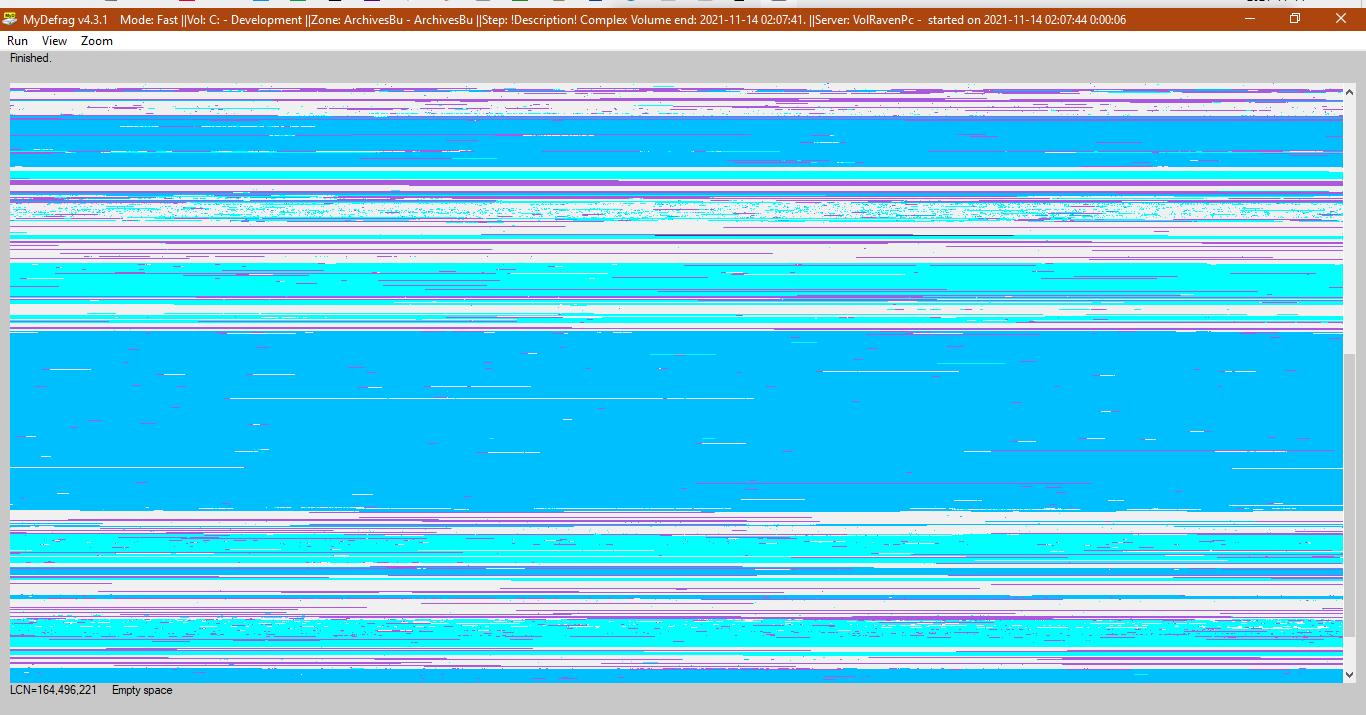 MyDefrag v4.3.1 Mode: Fast ||Vol: C: - Development ||Zone: ArchivesBu - ArchivesBu ||Step: !Description! Complex Volume end: 2021-11-14 02:07:41. ||Server: VolRavenPc - started on 2021-11-14 02:07:44 0:00:06
Run View Zoom
Finished.
LCN=164,496,221 Empty space